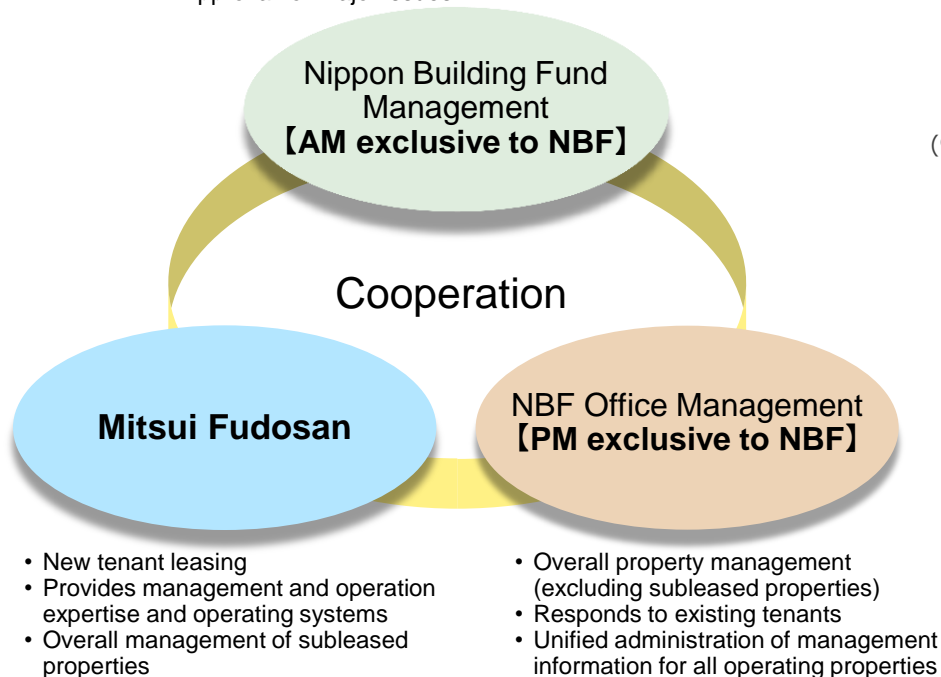 Nippon Building Fund
Management
【AM exclusive to NBF】
Cooperation
Mitsui Fudosan
NBF Office Management
【PM exclusive to NBF】
• New tenant leasing
• Provides management and operation
expertise and operating systems
• Overall management of subleased
properties
• Overall property management
(excluding subleased properties)
• Responds to existing tenants
• Unified administration of management
information for all operating properties